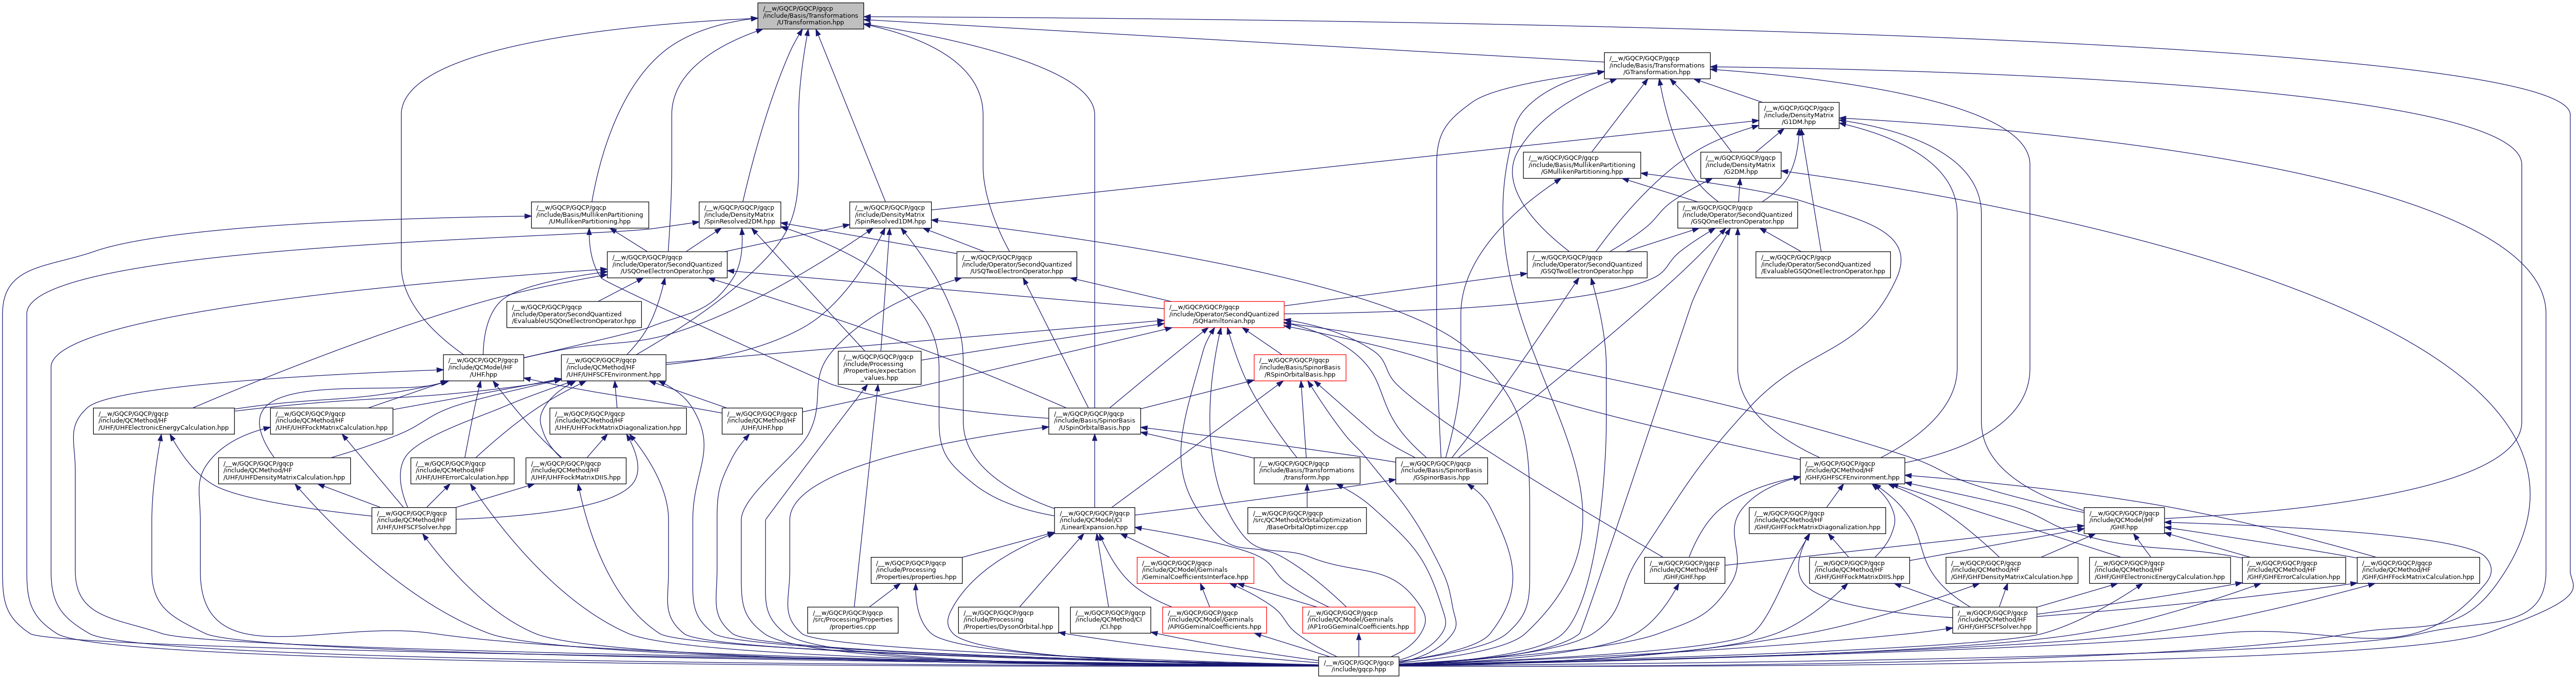 /__w/GQCP/GQCP/gqcp
/include/Basis/Transformations
/UTransformation.hpp
/__w/GQCP/GQCP/gqcp
/include/Basis/Transformations
/GTransformation.hpp
/__w/GQCP/GQCP/gqcp
/include/DensityMatrix
/G1DM.hpp
/__w/GQCP/GQCP/gqcp
/include/Basis/MullikenPartitioning
/GMullikenPartitioning.hpp
/__w/GQCP/GQCP/gqcp
/include/DensityMatrix
/G2DM.hpp
/__w/GQCP/GQCP/gqcp
/include/Basis/MullikenPartitioning
/UMullikenPartitioning.hpp
/__w/GQCP/GQCP/gqcp
/include/DensityMatrix
/SpinResolved2DM.hpp
/__w/GQCP/GQCP/gqcp
/include/DensityMatrix
/SpinResolved1DM.hpp
/__w/GQCP/GQCP/gqcp
/include/Operator/SecondQuantized
/GSQOneElectronOperator.hpp
/__w/GQCP/GQCP/gqcp
/include/Operator/SecondQuantized
/USQOneElectronOperator.hpp
/__w/GQCP/GQCP/gqcp
/include/Operator/SecondQuantized
/USQTwoElectronOperator.hpp
/__w/GQCP/GQCP/gqcp
/include/Operator/SecondQuantized
/GSQTwoElectronOperator.hpp
/__w/GQCP/GQCP/gqcp
/include/Operator/SecondQuantized
/EvaluableGSQOneElectronOperator.hpp
/__w/GQCP/GQCP/gqcp
/include/Operator/SecondQuantized
/EvaluableUSQOneElectronOperator.hpp
/__w/GQCP/GQCP/gqcp
/include/Operator/SecondQuantized
/SQHamiltonian.hpp
/__w/GQCP/GQCP/gqcp
/include/QCModel/HF
/UHF.hpp
/__w/GQCP/GQCP/gqcp
/include/QCMethod/HF
/UHF/UHFSCFEnvironment.hpp
/__w/GQCP/GQCP/gqcp
/include/Processing
/Properties/expectation
_values.hpp
/__w/GQCP/GQCP/gqcp
/include/Basis/SpinorBasis
/RSpinOrbitalBasis.hpp
/__w/GQCP/GQCP/gqcp
/include/QCMethod/HF
/UHF/UHFElectronicEnergyCalculation.hpp
/__w/GQCP/GQCP/gqcp
/include/QCMethod/HF
/UHF/UHFFockMatrixCalculation.hpp
/__w/GQCP/GQCP/gqcp
/include/QCMethod/HF
/UHF/UHFFockMatrixDiagonalization.hpp
/__w/GQCP/GQCP/gqcp
/include/QCMethod/HF
/UHF/UHF.hpp
/__w/GQCP/GQCP/gqcp
/include/Basis/SpinorBasis
/USpinOrbitalBasis.hpp
/__w/GQCP/GQCP/gqcp
/include/QCMethod/HF
/UHF/UHFDensityMatrixCalculation.hpp
/__w/GQCP/GQCP/gqcp
/include/QCMethod/HF
/UHF/UHFErrorCalculation.hpp
/__w/GQCP/GQCP/gqcp
/include/QCMethod/HF
/UHF/UHFFockMatrixDIIS.hpp
/__w/GQCP/GQCP/gqcp
/include/Basis/Transformations
/transform.hpp
/__w/GQCP/GQCP/gqcp
/include/Basis/SpinorBasis
/GSpinorBasis.hpp
/__w/GQCP/GQCP/gqcp
/include/QCMethod/HF
/GHF/GHFSCFEnvironment.hpp
/__w/GQCP/GQCP/gqcp
/include/QCMethod/HF
/UHF/UHFSCFSolver.hpp
/__w/GQCP/GQCP/gqcp
/include/QCModel/CI
/LinearExpansion.hpp
/__w/GQCP/GQCP/gqcp
/src/QCMethod/OrbitalOptimization
/BaseOrbitalOptimizer.cpp
/__w/GQCP/GQCP/gqcp
/include/QCMethod/HF
/GHF/GHFFockMatrixDiagonalization.hpp
/__w/GQCP/GQCP/gqcp
/include/QCModel/HF
/GHF.hpp
/__w/GQCP/GQCP/gqcp
/include/Processing
/Properties/properties.hpp
/__w/GQCP/GQCP/gqcp
/include/QCModel/Geminals
/GeminalCoefficientsInterface.hpp
/__w/GQCP/GQCP/gqcp
/include/QCMethod/HF
/GHF/GHF.hpp
/__w/GQCP/GQCP/gqcp
/include/QCMethod/HF
/GHF/GHFFockMatrixDIIS.hpp
/__w/GQCP/GQCP/gqcp
/include/QCMethod/HF
/GHF/GHFDensityMatrixCalculation.hpp
/__w/GQCP/GQCP/gqcp
/include/QCMethod/HF
/GHF/GHFElectronicEnergyCalculation.hpp
/__w/GQCP/GQCP/gqcp
/include/QCMethod/HF
/GHF/GHFErrorCalculation.hpp
/__w/GQCP/GQCP/gqcp
/include/QCMethod/HF
/GHF/GHFFockMatrixCalculation.hpp
/__w/GQCP/GQCP/gqcp
/src/Processing/Properties
/properties.cpp
/__w/GQCP/GQCP/gqcp
/include/Processing
/Properties/DysonOrbital.hpp
/__w/GQCP/GQCP/gqcp
/include/QCMethod/CI
/CI.hpp
/__w/GQCP/GQCP/gqcp
/include/QCModel/Geminals
/APIGGeminalCoefficients.hpp
/__w/GQCP/GQCP/gqcp
/include/QCModel/Geminals
/AP1roGGeminalCoefficients.hpp
/__w/GQCP/GQCP/gqcp
/include/QCMethod/HF
/GHF/GHFSCFSolver.hpp
/__w/GQCP/GQCP/gqcp
/include/gqcp.hpp